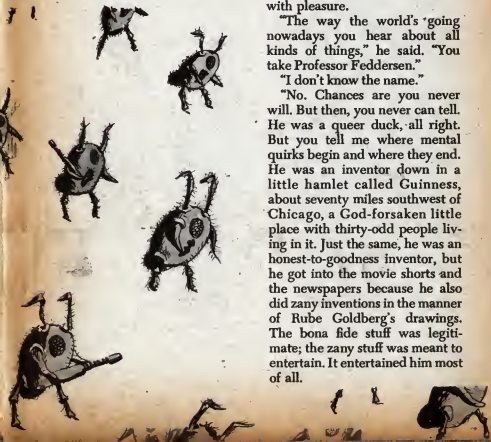 with pleasure.
"The way the world's going
nowadays you hear about all
kinds of things," he said. "You
take Professor Feddersen."
"I don't know the name."
"No. Chances are you never
will. But then, you never can tell.
He was a queer duck, all right.
But you tell me where mental
quirks begin and where they end.
He was an inventor down in a
little hamlet called Guinness,
about seventy miles southwest of
Chicago, a God-forsaken little
place with thirty-odd people liv-
ing in it. Just the same, he was an
honest-to-goodness inventor, but
he got into the movie shorts and
the newspapers because he also
did zany inventions in the manner
of Rube Goldberg's drawings.
The bona fide stuff was legiti-
mate; the zany stuff was meant to
entertain. It entertained him most
of all.